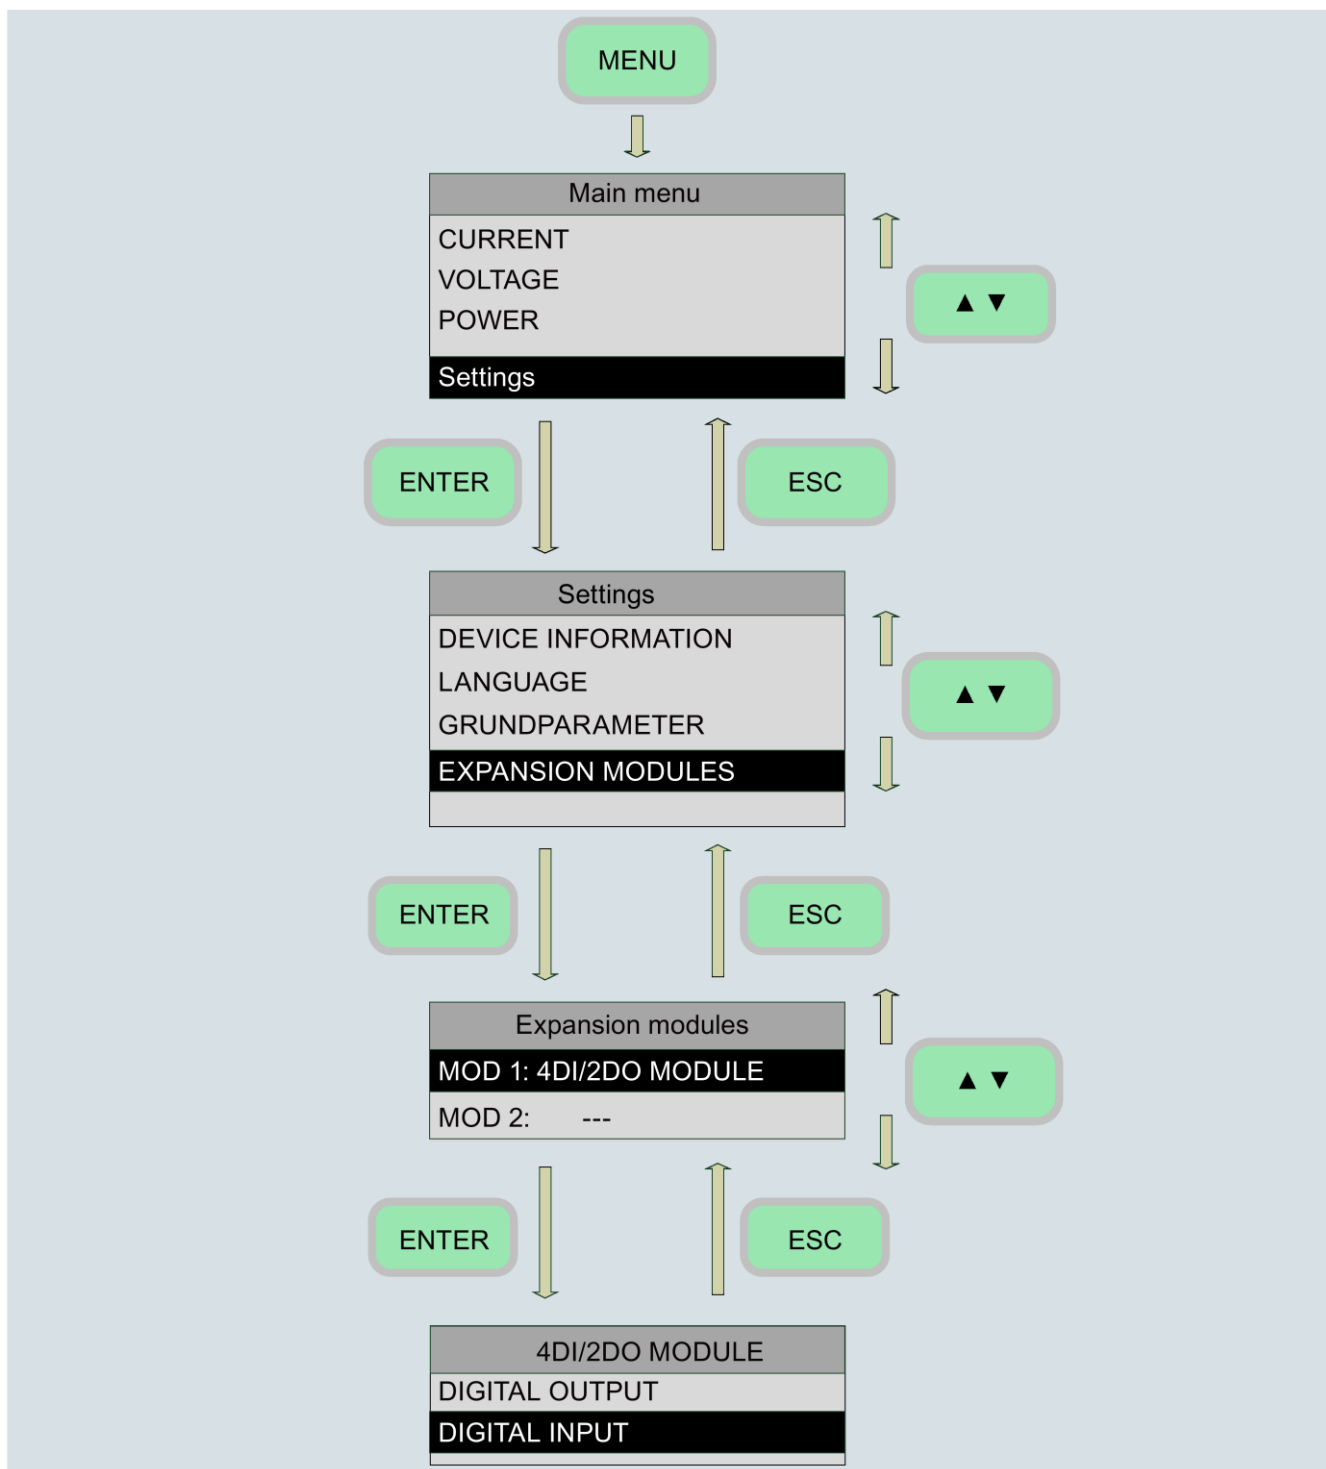 MENU
Main menu
CURRENT
VOLTAGE
POWER
▲ ▼
Settings
ENTER
ESC
Settings
DEVICE INFORMATION
LANGUAGE
GRUNDPARAMETER
▲ ▼
EXPANSION MODULES
ENTER
ESC
Expansion modules
MOD 1: 4DI/2DO MODULE
▲ ▼
MOD 2: ---
ENTER
ESC
4DI/2DO MODULE
DIGITAL OUTPUT
DIGITAL INPUT